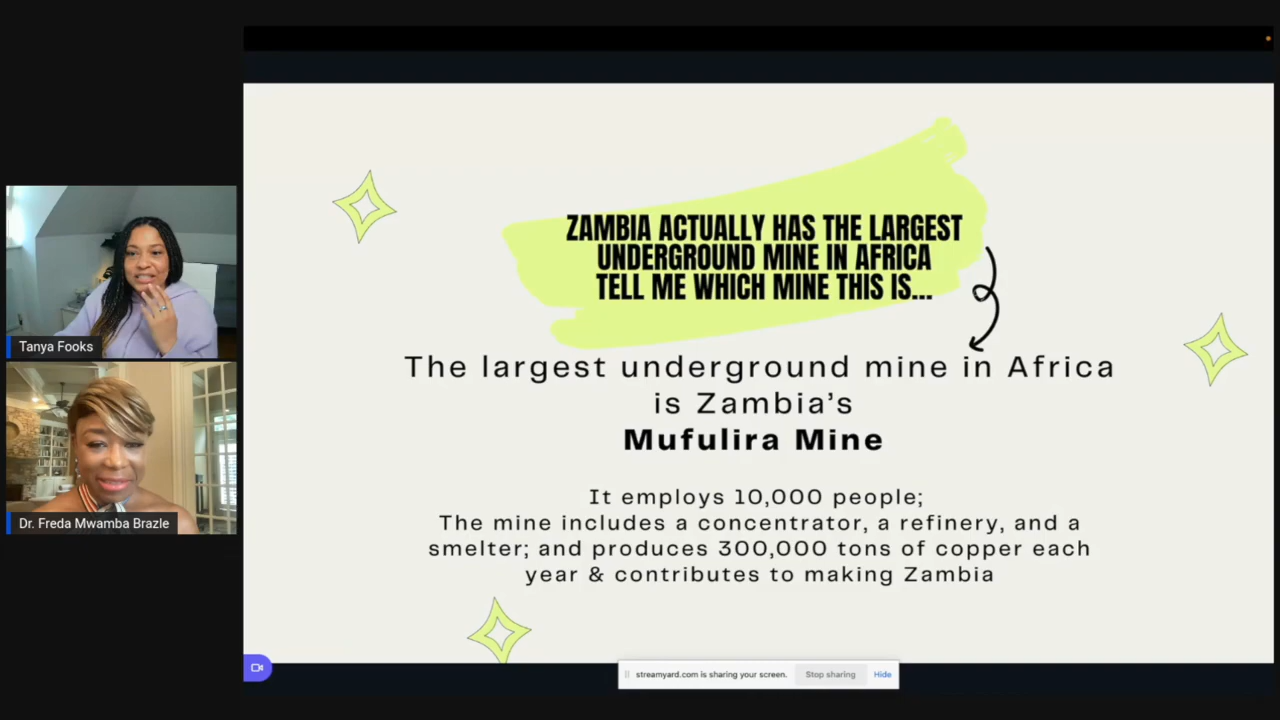 ZAMBIA ACTUALLY HAS THE LARGEST
UNDERGROUND MINE IN AFRICA
TELL ME WHICH MINE THIS IS...
The largest underground mine in Africa
is Zambia's
Mufulira Mine
It employs 10,000 people;
The mine includes a concentrator, a refinery, and a
smelter; and produces 300,000 tons of copper each
year & contributes to making Zambia
Tanya Fooks
Dr. Freda Mwamba Brazle
streamyard.com is sharing your screen.
Stop sharing
Hide